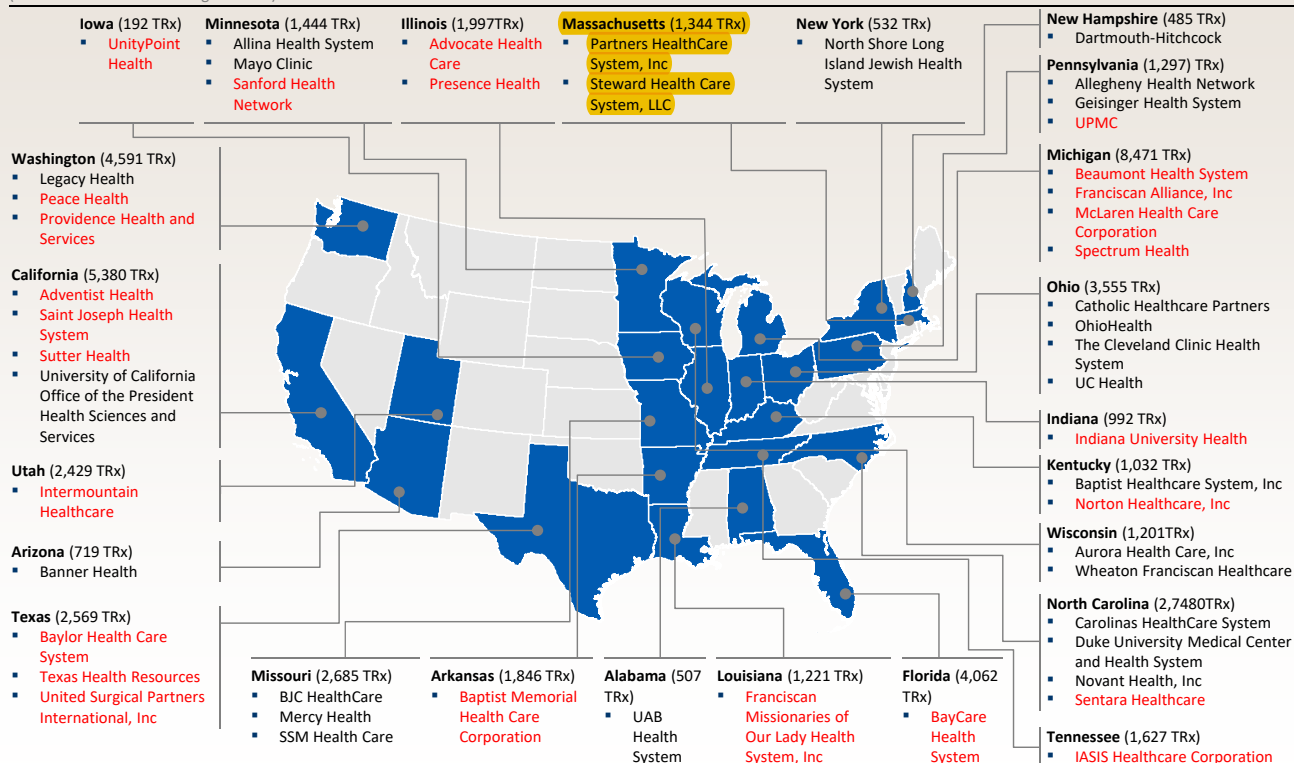 Iowa (192 TRx)
▪ UnityPoint
Health
Minnesota (1,444 TRx)
▪ Allina Health System
▪ Mayo Clinic
▪ Sanford Health
Network
Illinois (1,997TRx)
▪ Advocate Health
Care
▪ Presence Health
Massachusetts (1,344 TRx)
▪ Partners HealthCare
System, Inc
▪ Steward Health Care
System, LLC
New York (532 TRx)
▪ North Shore Long
Island Jewish Health
System
New Hampshire (485 TRx)
▪ Dartmouth-Hitchcock
Pennsylvania (1,297) TRx)
▪ Allegheny Health Network
▪ Geisinger Health System
▪ UPMC
Washington (4,591 TRx)
▪ Legacy Health
▪ Peace Health
▪ Providence Health and
Services
Michigan (8,471 TRx)
▪ Beaumont Health System
▪ Franciscan Alliance, Inc
▪ McLaren Health Care
Corporation
▪ Spectrum Health
California (5,380 TRx)
▪ Adventist Health
▪ Saint Joseph Health
System
▪ Sutter Health
▪ University of California
Office of the President
Health Sciences and
Services
Ohio (3,555 TRx)
▪ Catholic Healthcare Partners
▪ OhioHealth
▪ The Cleveland Clinic Health
System
▪ UC Health
Indiana (992 TRx)
▪ Indiana University Health
Utah (2,429 TRx)
▪ Intermountain
Healthcare
Kentucky (1,032 TRx)
▪ Baptist Healthcare System, Inc
▪ Norton Healthcare, Inc
Arizona (719 TRx)
▪ Banner Health
Wisconsin (1,201TRx)
▪ Aurora Health Care, Inc
▪ Wheaton Franciscan Healthcare
Texas (2,569 TRx)
▪ Baylor Health Care
System
▪ Texas Health Resources
▪ United Surgical Partners
International, Inc
North Carolina (2,7480TRx)
▪ Carolinas HealthCare System
▪ Duke University Medical Center
and Health System
▪ Novant Health, Inc
▪ Sentara Healthcare
Missouri (2,685 TRx)
▪ BJC HealthCare
▪ Mercy Health
▪ SSM Health Care
Arkansas (1,846 TRx)
▪ Baptist Memorial
Health Care
Corporation
Alabama (507
TRx)
▪ UAB
Health
System
Louisiana (1,221 TRx)
▪ Franciscan
Missionaries of
Our Lady Health
System, Inc
Florida (4,062
TRx)
▪ BayCare
Health
System
Tennessee (1,627 TRx)
▪ IASIS Healthcare Corporation